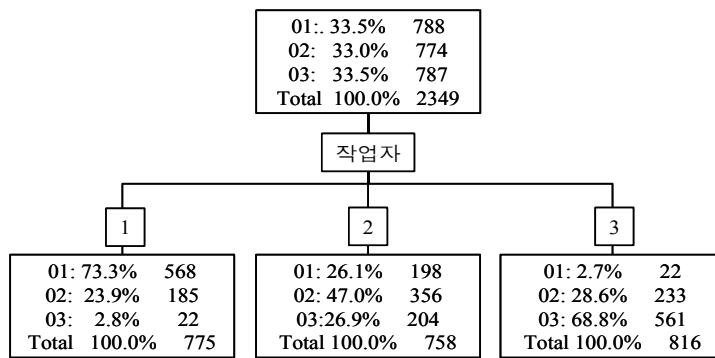 01:. 33.5% 788
02: 33.0% 774
03: 33.5% 787
Total 100.0% 2349
작업자
1
2
3
01: 73.3% 568
02: 23.9% 185
03: 2.8% 22
Total 100.0% 775
01: 26.1% 198
02: 47.0% 356
03:26.9% 204
Total 100.0% 758
01: 2.7% 22
02: 28.6% 233
03: 68.8% 561
Total 100.0% 816